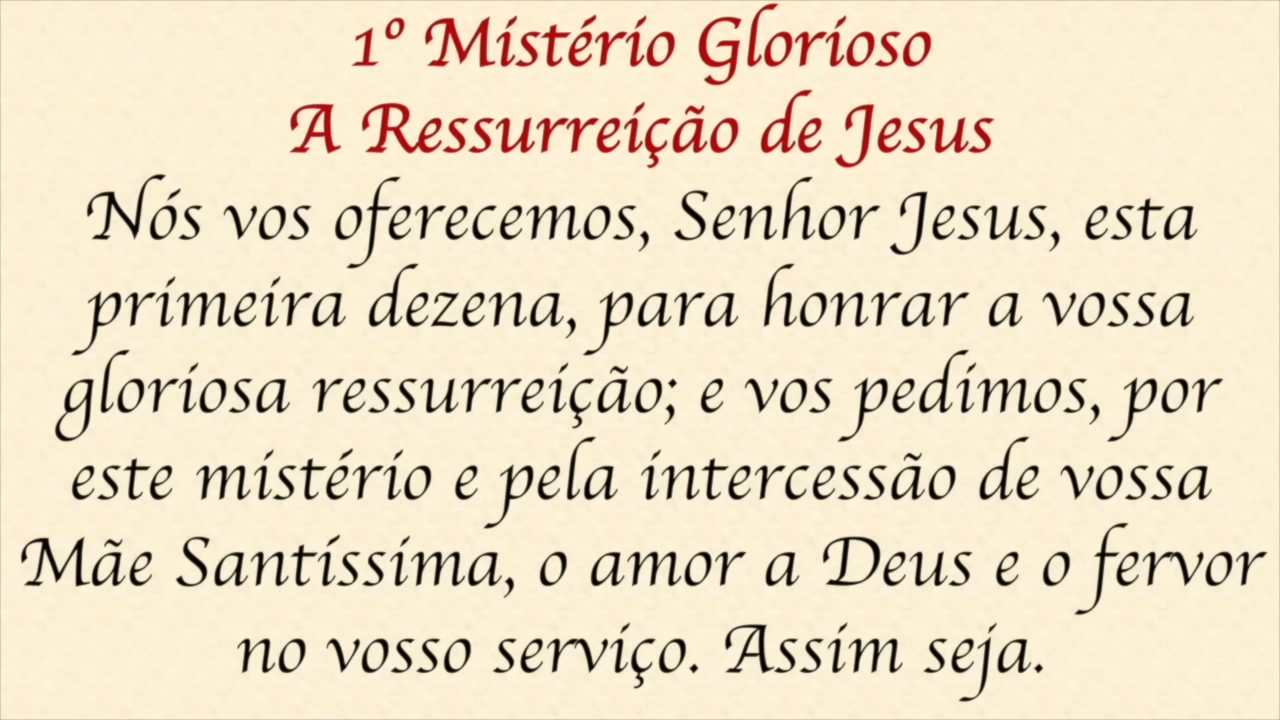 1º Mistério Glorioso
A Ressurreição de Jesus
Nós vos oferecemos, Senhor Jesus, esta
primeira dezena, para honrar a vossa
gloriosa ressurreição; e vos pedimos, por
este mistério e pela intercessão de vossa
Mãe Santíssima, o amor a Deus e o fervor
no vosso serviço. Assim seja.